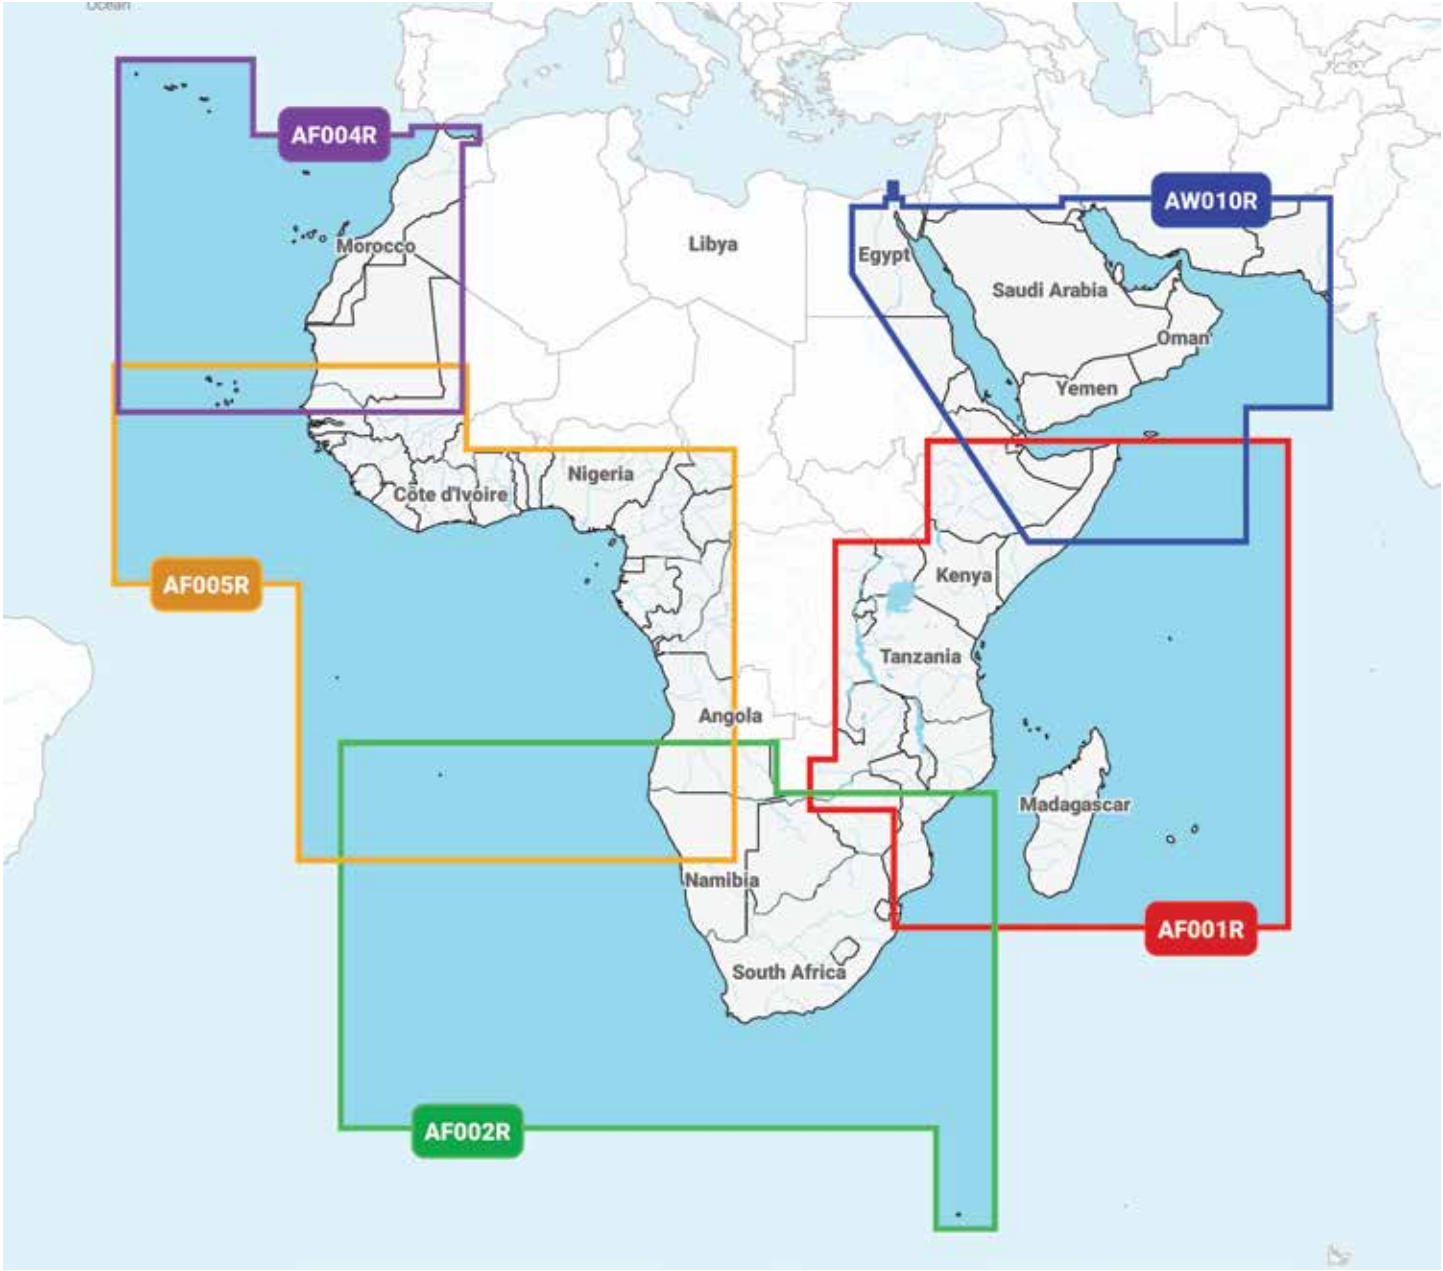 Ocean
AF004R
AW010R
Morocco
Libya
Egypt
Saudi Arabia
Oman
Yemen
Nigeria
Côte d'Ivoire
AF005R
Kenya
Tanzania
Angola
Madagascar
Namibia
AF001R
South Africa
AF002R